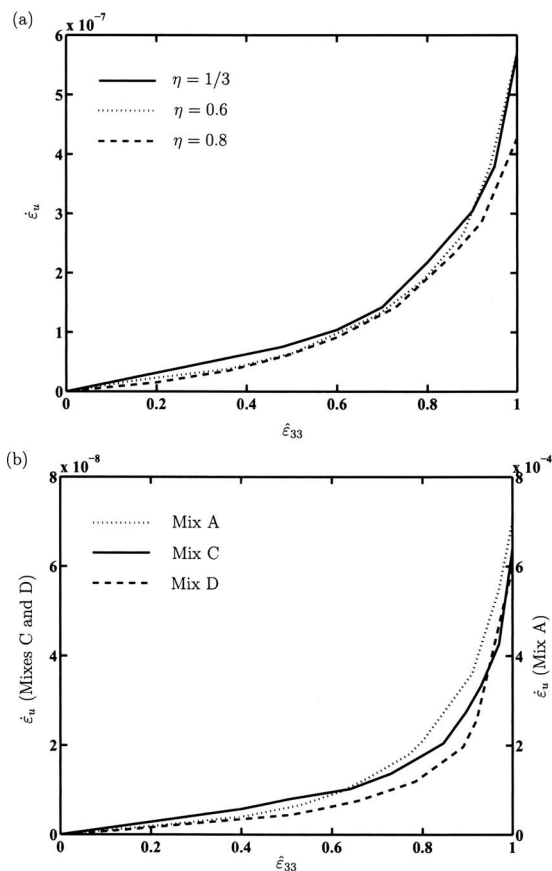 (a)
6 x 10⁻⁷
η = 1/3
5
η = 0.6
η = 0.8
4
ε̇ᵤ
3
2
1
0
0 0.2 0.4 0.6 0.8 1
ε̂₃₃
(b)
8 x 10⁻⁸
x 10⁻⁴ 8
Mix A
Mix C
6 6
Mix D
ε̇ᵤ (Mixes C and D)
4 4
ε̇ᵤ (Mix A)
2 2
0 0
0 0.2 0.4 0.6 0.8 1
ε̂₃₃